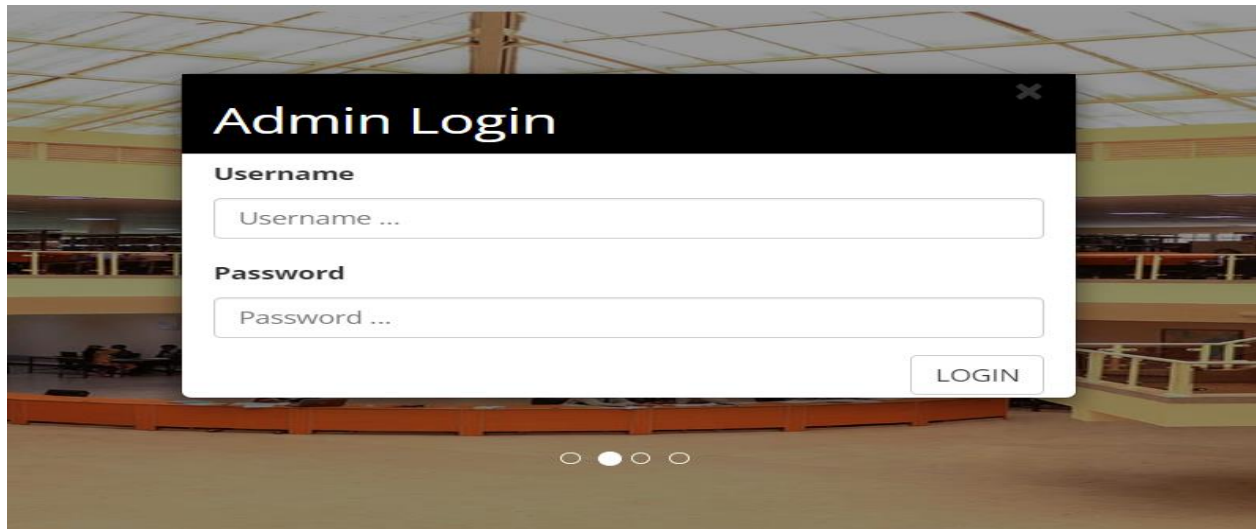 Admin Login
Username
Username ...
Password
Password ...
LOGIN